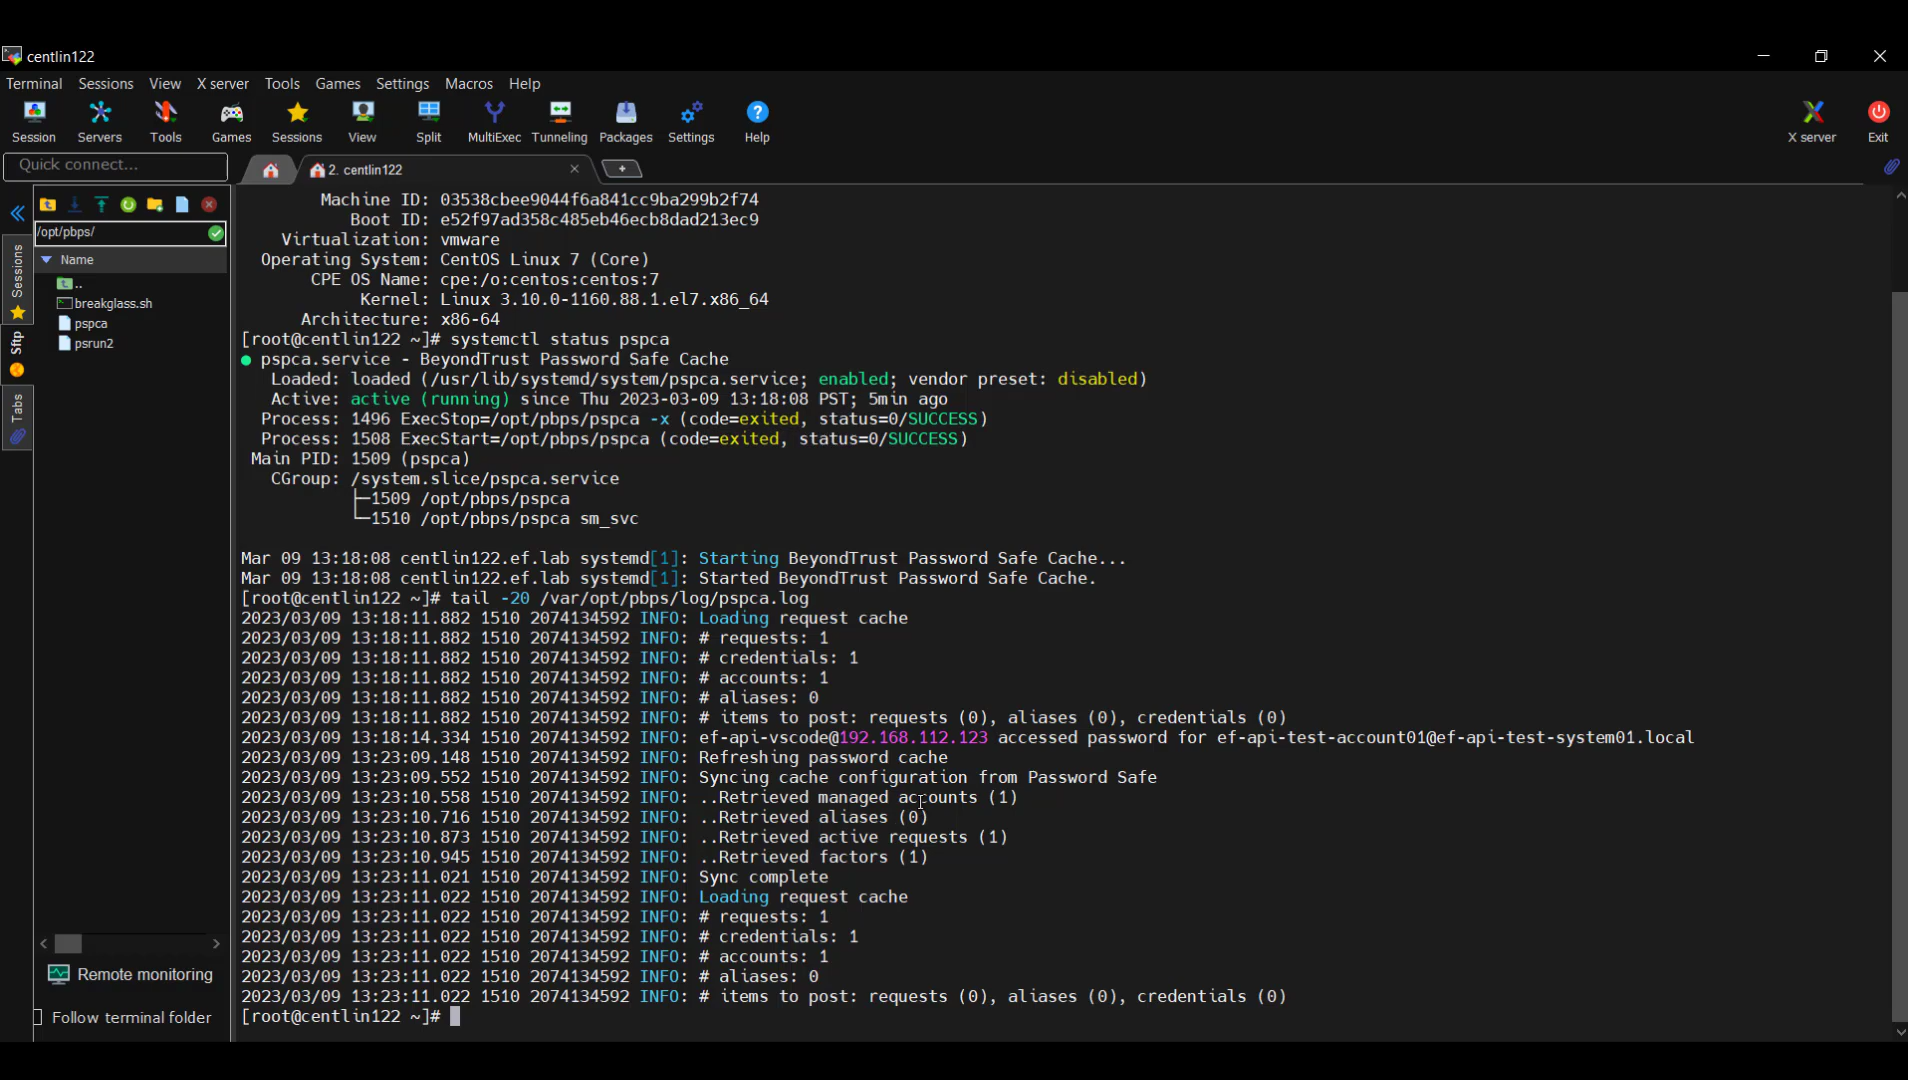 centlin122
Terminal Sessions View X server Tools Games Settings Macros Help
Session Servers Tools Games Sessions View Split MultiExec Tunneling Packages Settings Help X server Exit
Quick connect...
2. centlin122
/opt/pbps/
Name
..
breakglass.sh
pspca
psrun2
Sessions
Sftp
Tabs
Remote monitoring
Follow terminal folder
Machine ID: 03538cbee9044f6a841cc9ba299b2f74
Boot ID: e52f97ad358c485eb46ecb8dad213ec9
Virtualization: vmware
Operating System: CentOS Linux 7 (Core)
CPE OS Name: cpe:/o:centos:centos:7
Kernel: Linux 3.10.0-1160.88.1.el7.x86_64
Architecture: x86-64
[root@centlin122 ~]# systemctl status pspca
● pspca.service - BeyondTrust Password Safe Cache
Loaded: loaded (/usr/lib/systemd/system/pspca.service; enabled; vendor preset: disabled)
Active: active (running) since Thu 2023-03-09 13:18:08 PST; 5min ago
Process: 1496 ExecStop=/opt/pbps/pspca -x (code=exited, status=0/SUCCESS)
Process: 1508 ExecStart=/opt/pbps/pspca (code=exited, status=0/SUCCESS)
Main PID: 1509 (pspca)
CGroup: /system.slice/pspca.service
├─1509 /opt/pbps/pspca
└─1510 /opt/pbps/pspca sm_svc
Mar 09 13:18:08 centlin122.ef.lab systemd[1]: Starting BeyondTrust Password Safe Cache...
Mar 09 13:18:08 centlin122.ef.lab systemd[1]: Started BeyondTrust Password Safe Cache.
[root@centlin122 ~]# tail -20 /var/opt/pbps/log/pspca.log
2023/03/09 13:18:11.882 1510 2074134592 INFO: Loading request cache
2023/03/09 13:18:11.882 1510 2074134592 INFO: # requests: 1
2023/03/09 13:18:11.882 1510 2074134592 INFO: # credentials: 1
2023/03/09 13:18:11.882 1510 2074134592 INFO: # accounts: 1
2023/03/09 13:18:11.882 1510 2074134592 INFO: # aliases: 0
2023/03/09 13:18:11.882 1510 2074134592 INFO: # items to post: requests (0), aliases (0), credentials (0)
2023/03/09 13:18:14.334 1510 2074134592 INFO: ef-api-vscode@192.168.112.123 accessed password for ef-api-test-account01@ef-api-test-system01.local
2023/03/09 13:23:09.148 1510 2074134592 INFO: Refreshing password cache
2023/03/09 13:23:09.552 1510 2074134592 INFO: Syncing cache configuration from Password Safe
2023/03/09 13:23:10.558 1510 2074134592 INFO: ..Retrieved managed accounts (1)
2023/03/09 13:23:10.716 1510 2074134592 INFO: ..Retrieved aliases (0)
2023/03/09 13:23:10.873 1510 2074134592 INFO: ..Retrieved active requests (1)
2023/03/09 13:23:10.945 1510 2074134592 INFO: ..Retrieved factors (1)
2023/03/09 13:23:11.021 1510 2074134592 INFO: Sync complete
2023/03/09 13:23:11.022 1510 2074134592 INFO: Loading request cache
2023/03/09 13:23:11.022 1510 2074134592 INFO: # requests: 1
2023/03/09 13:23:11.022 1510 2074134592 INFO: # credentials: 1
2023/03/09 13:23:11.022 1510 2074134592 INFO: # accounts: 1
2023/03/09 13:23:11.022 1510 2074134592 INFO: # aliases: 0
2023/03/09 13:23:11.022 1510 2074134592 INFO: # items to post: requests (0), aliases (0), credentials (0)
[root@centlin122 ~]#